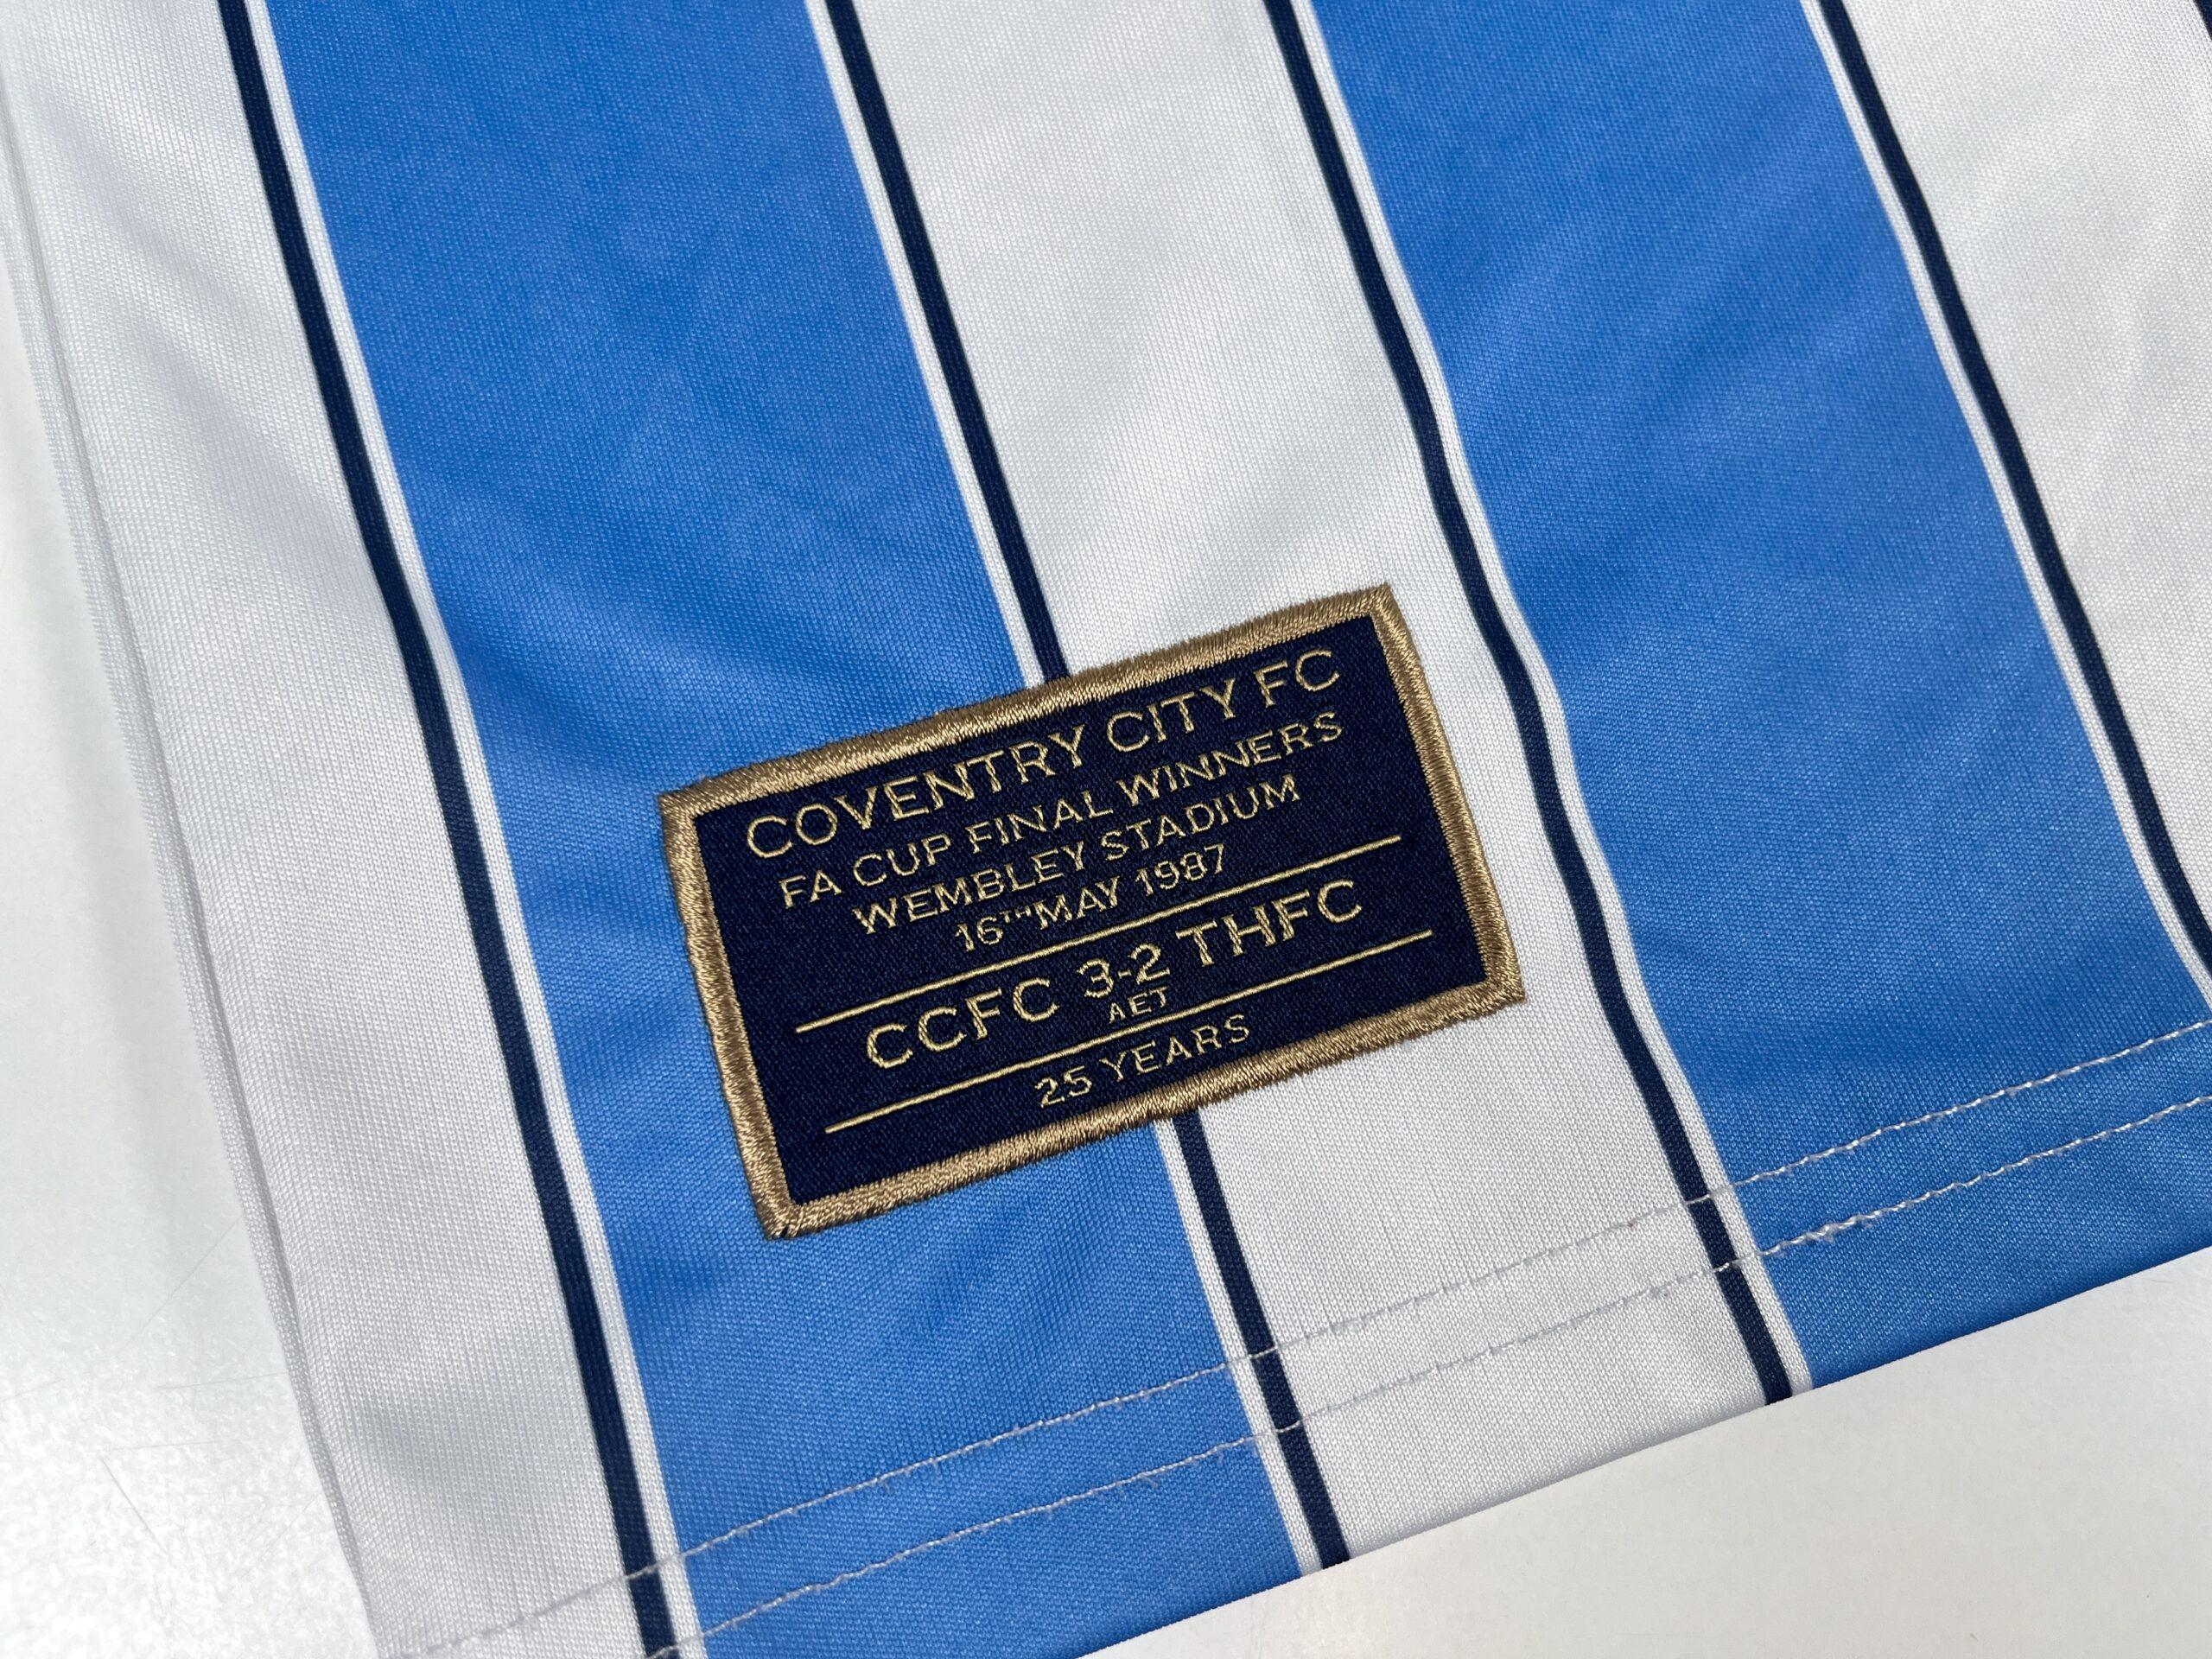 COVENTRY CITY FC
FA CUP FINAL WINNERS
WEMBLEY STADIUM
16TH MAY 1987
CCFC 3-2 THFC
AET
25 YEARS